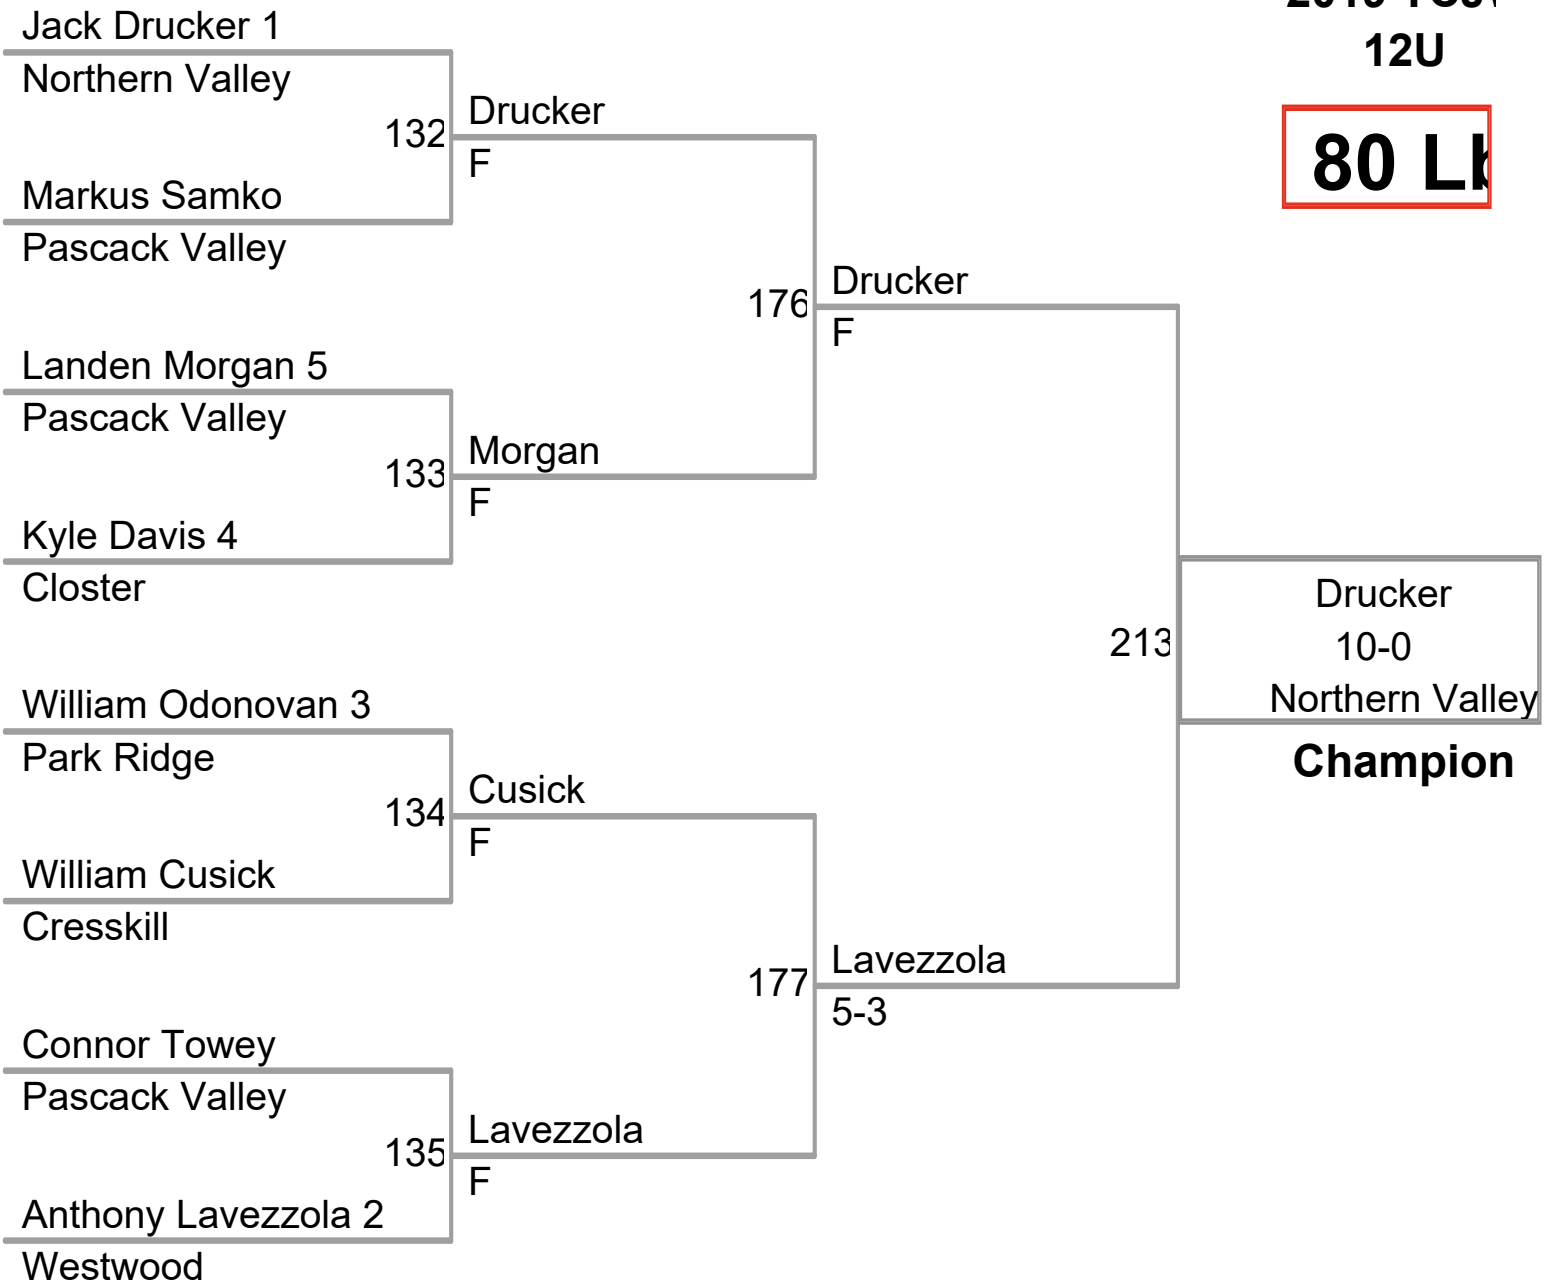 Jack Drucker 1
Northern Valley
132
Drucker
F
Markus Samko
Pascack Valley
176
Drucker
F
Landen Morgan 5
Pascack Valley
133
Morgan
F
Kyle Davis 4
Closter
213
Drucker
10-0
Northern Valley
Champion
William Odonovan 3
Park Ridge
134
Cusick
F
William Cusick
Cresskill
177
Lavezzola
5-3
Connor Towey
Pascack Valley
135
Lavezzola
F
Anthony Lavezzola 2
Westwood
12U
80 Lb